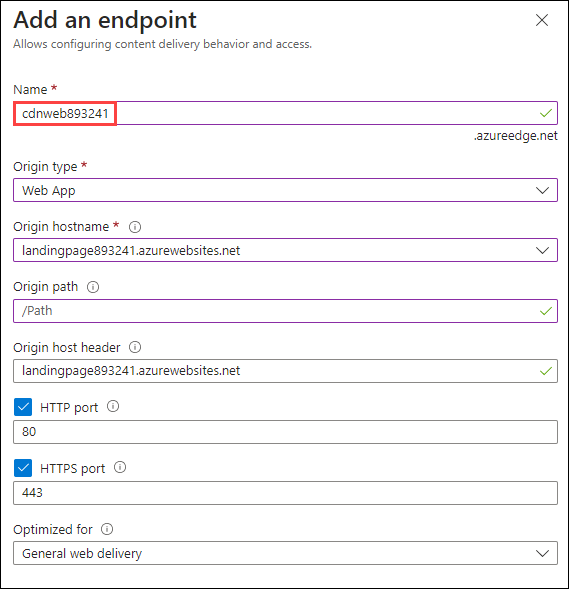 Add an endpoint
Allows configuring content delivery behavior and access.
Name *
cdnweb893241
.azureedge.net
Origin type *
Web App
Origin hostname *
landingpage893241.azurewebsites.net
Origin path
/Path
Origin host header
landingpage893241.azurewebsites.net
HTTP port
80
HTTPS port
443
Optimized for
General web delivery